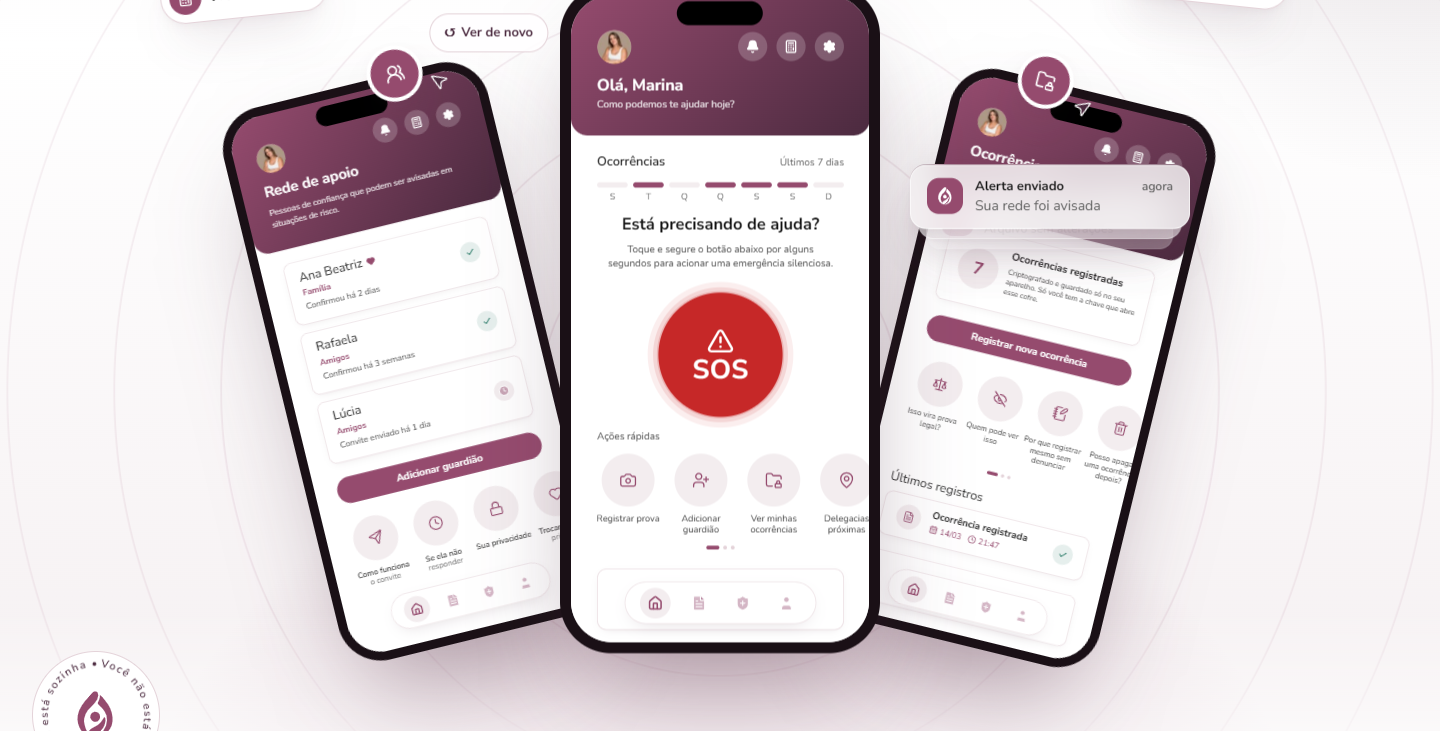 Ver de novo
Rede de apoio
Pessoas de confiança que podem ser avisadas em
situações de risco.
Ana Beatriz
Família
Confirmou há 2 dias
Rafaela
Amigos
Confirmou há 3 semanas
Lúcia
Amigos
Convite enviado há 1 dia
Adicionar guardião
Como funciona
o convite
Se ela não
responder
Sua privacidade
Olá, Marina
Como podemos te ajudar hoje?
Ocorrências
Últimos 7 dias
S T Q Q S S D
Está precisando de ajuda?
Toque e segure o botão abaixo por alguns
segundos para acionar uma emergência silenciosa.
SOS
Ações rápidas
Registrar prova
Adicionar
guardião
Ver minhas
ocorrências
Delegacias
próximas
Alerta enviado
agora
Sua rede foi avisada
7
Ocorrências registradas
Criptografado e guardado só no seu
aparelho. Só você tem a chave que abre
esse cofre.
Registrar nova ocorrência
Isso vira prova
legal?
Quem pode ver
isso
Por que registrar
mesmo sem
denunciar
Posso
depois?
Últimos registros
Ocorrência registrada
14/03 21:47
está sozinha • Você não está